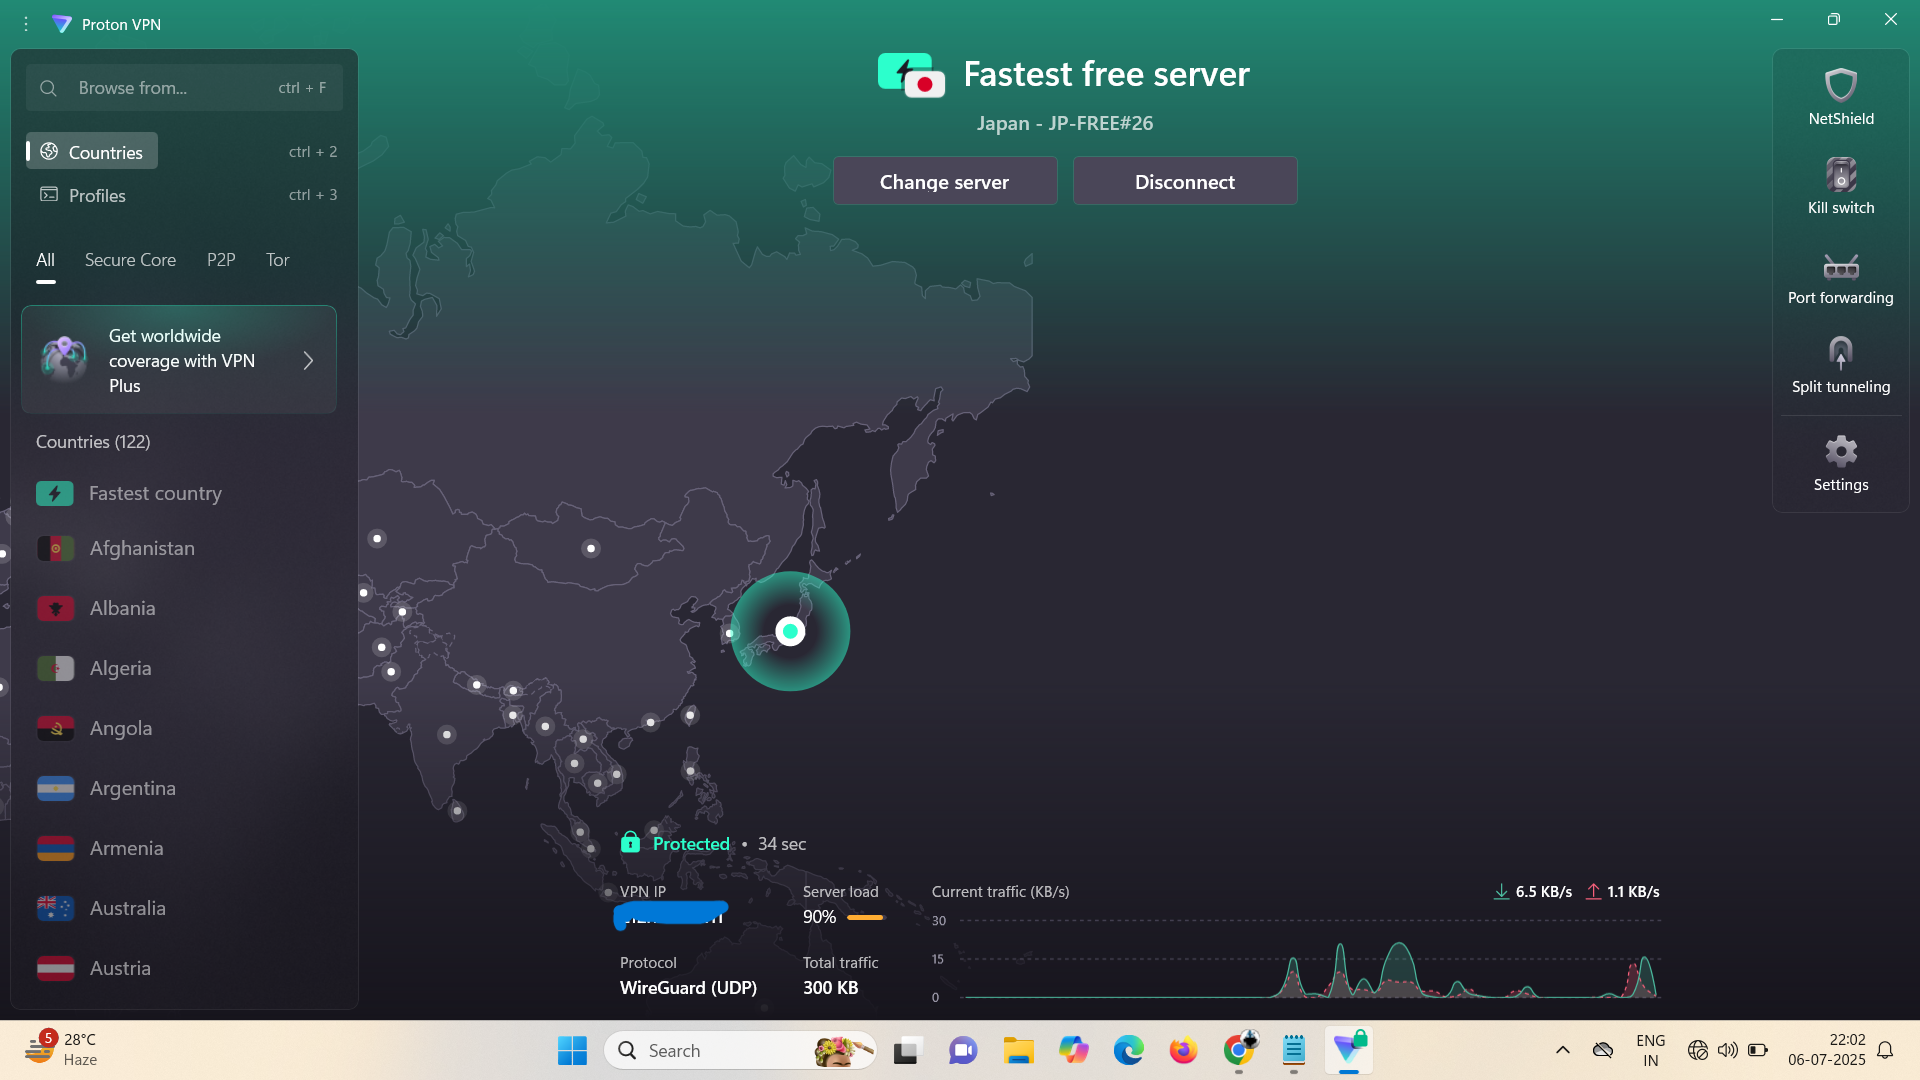 Proton VPN
Browse from...
ctrl + F
Countries
ctrl + 2
Profiles
ctrl + 3
All
Secure Core
P2P
Tor
Get worldwide
coverage with VPN
Plus
Countries (122)
Fastest country
Afghanistan
Albania
Algeria
Angola
Argentina
Armenia
Australia
Austria
Fastest free server
Japan - JP-FREE#26
Change server
Disconnect
NetShield
Kill switch
Port forwarding
Split tunneling
Settings
Protected • 34 sec
VPN IP
Server load
90%
Protocol
WireGuard (UDP)
Total traffic
300 KB
Current traffic (KB/s)
6.5 KB/s
1.1 KB/s
30
15
0
5
28°C
Haze
Search
ENG
IN
22:02
06-07-2025